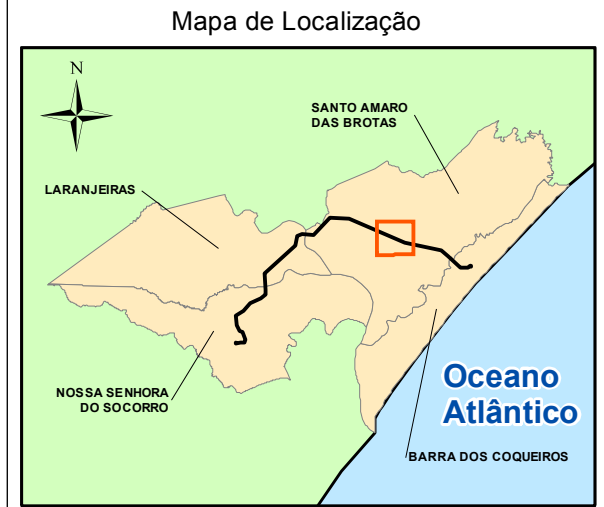 Mapa de Localização
N
SANTO AMARO
DAS BROTAS
LARANJEIRAS
NOSSA SENHORA
DO SOCORRO
Oceano
Atlântico
BARRA DOS COQUEIROS